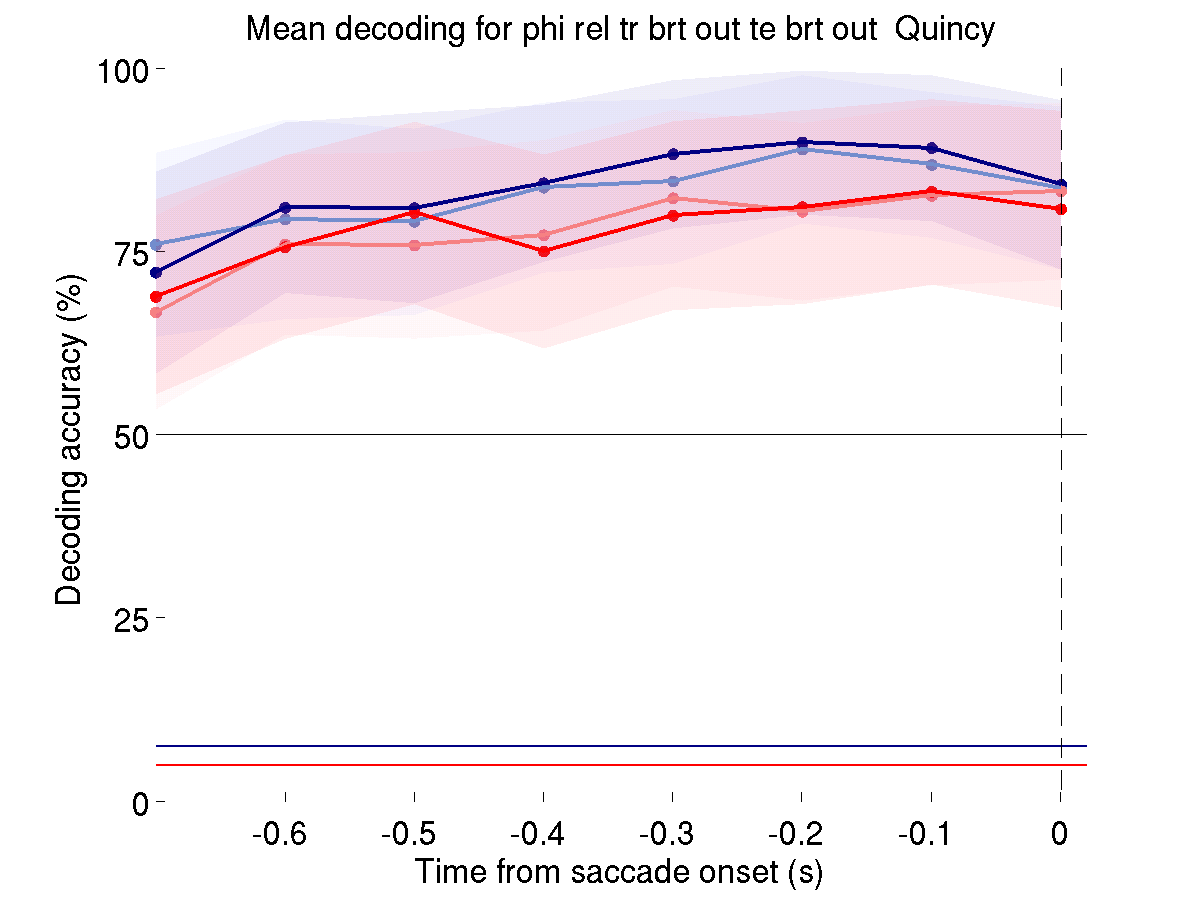 Mean decoding for phi rel tr brt out te brt out  Quincy
100
75
50
25
0
Decoding accuracy (%)
-0.6 -0.5 -0.4 -0.3 -0.2 -0.1 0
Time from saccade onset (s)